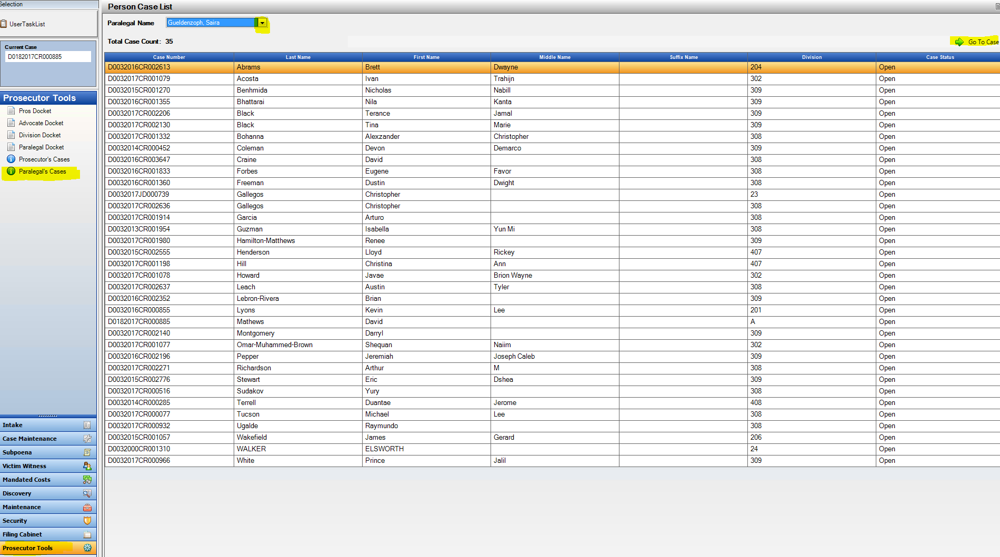 Selection
UserTaskList
Current Case
D0182017CR000885
Prosecutor Tools
Pros Docket
Advocate Docket
Division Docket
Paralegal Docket
Prosecutor's Cases
Paralegal's Cases
Intake
Case Maintenance
Subpoena
Victim Witness
Mandated Costs
Discovery
Maintenance
Security
Filing Cabinet
Prosecutor Tools
Person Case List
Paralegal Name Gueldenzoph, Saira
Total Case Count: 35
Go To Case
Case Number Last Name First Name Middle Name Suffix Name Division Case Status
D0032016CR002613 Abrams Brett Dwayne 204 Open
D0032017CR001079 Acosta Ivan Trahijn 302 Open
D0032015CR001270 Benhmida Nicholas Nabill 309 Open
D0032016CR001355 Bhattarai Nila Kanta 309 Open
D0032017CR002206 Black Terance Jamal 309 Open
D0032017CR002130 Black Tina Marie 309 Open
D0032017CR001332 Bohanna Alexzander Christopher 308 Open
D0032014CR000452 Coleman Devon Demarco 309 Open
D0032016CR003647 Craine David 308 Open
D0032016CR001833 Forbes Eugene Favor 308 Open
D0032016CR001360 Freeman Dustin Dwight 308 Open
D0032017JD000739 Gallegos Christopher 23 Open
D0032017CR002636 Gallegos Christopher 308 Open
D0032017CR001914 Garcia Arturo 308 Open
D0032013CR001954 Guzman Isabella Yun Mi 308 Open
D0032017CR001980 Hamilton-Matthews Renee 309 Open
D0032015CR002555 Henderson Lloyd Rickey 407 Open
D0032017CR001198 Hill Christina Ann 407 Open
D0032017CR001078 Howard Javae Brion Wayne 302 Open
D0032017CR002637 Leach Austin Tyler 308 Open
D0032016CR002352 Lebron-Rivera Brian 309 Open
D0032016CR000855 Lyons Kevin Lee 201 Open
D0182017CR000885 Mathews David A Open
D0032017CR002140 Montgomery Darryl 309 Open
D0032017CR001077 Omar-Muhammed-Brown Shequan Naiim 302 Open
D0032016CR002196 Pepper Jeremiah Joseph Caleb 309 Open
D0032017CR002271 Richardson Arthur M 308 Open
D0032015CR002776 Stewart Eric Dshea 309 Open
D0032017CR000516 Sudakov Yury 308 Open
D0032014CR000285 Terrell Duantae Jerome 408 Open
D0032017CR000077 Tucson Michael Lee 308 Open
D0032017CR000932 Ugalde Raymundo 308 Open
D0032015CR001057 Wakefield James Gerard 206 Open
D0032000CR001310 WALKER ELSWORTH 24 Open
D0032017CR000966 White Prince Jalil 309 Open